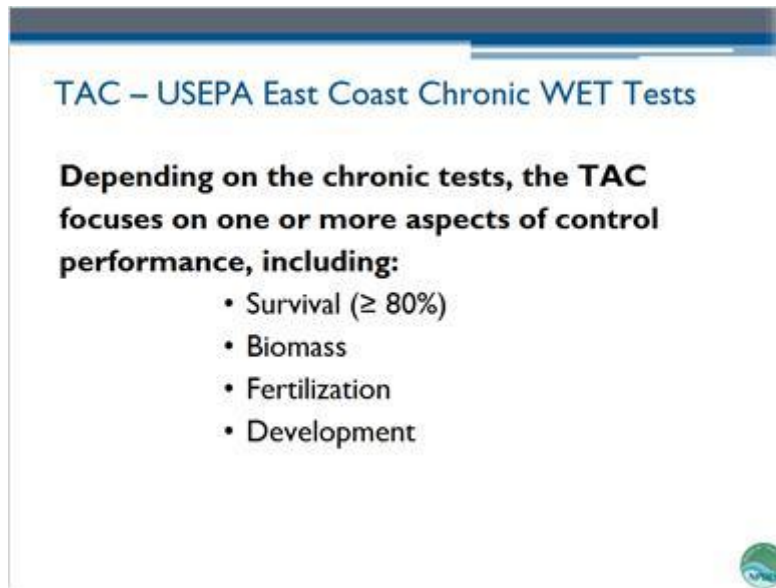 TAC – USEPA East Coast Chronic WET Tests
Depending on the chronic tests, the TAC
focuses on one or more aspects of control
performance, including:
• Survival (≥ 80%)
• Biomass
• Fertilization
• Development